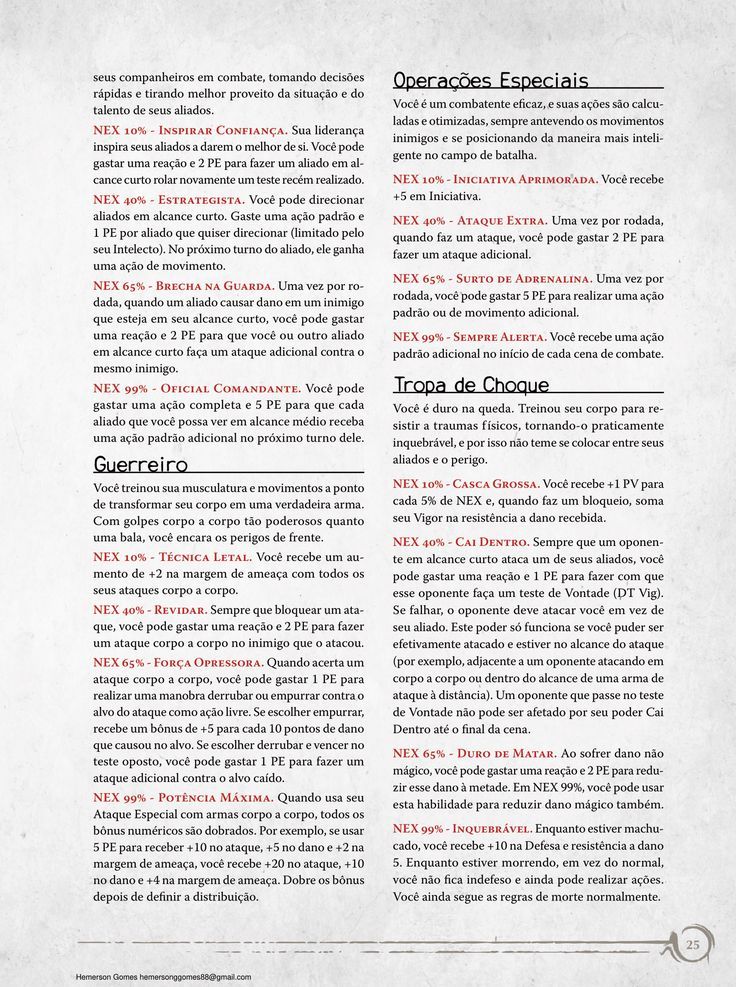 seus companheiros em combate, tomando decisões
rápidas e tirando melhor proveito da situação e do
talento de seus aliados.
NEX 10% - Inspirar Confiança. Sua liderança
inspira seus aliados a darem o melhor de si. Você pode
gastar uma reação e 2 PE para fazer um aliado em al-
cance curto rolar novamente um teste recém realizado.
NEX 40% - Estrategista. Você pode direcionar
aliados em alcance curto. Gaste uma ação padrão e
1 PE por aliado que quiser direcionar (limitado pelo
seu Intelecto). No próximo turno do aliado, ele ganha
uma ação de movimento.
NEX 65% - Brecha na Guarda. Uma vez por ro-
dada, quando um aliado causar dano em um inimigo
que esteja em seu alcance curto, você pode gastar
uma reação e 2 PE para que você ou outro aliado
em alcance curto faça um ataque adicional contra o
mesmo inimigo.
NEX 99% - Oficial Comandante. Você pode
gastar uma ação completa e 5 PE para que cada
aliado que você possa ver em alcance médio receba
uma ação padrão adicional no próximo turno dele.
Guerreiro
Você treinou sua musculatura e movimentos a ponto
de transformar seu corpo em uma verdadeira arma.
Com golpes corpo a corpo tão poderosos quanto
uma bala, você encara os perigos de frente.
NEX 10% - Técnica Letal. Você recebe um au-
mento de +2 na margem de ameaça com todos os
seus ataques corpo a corpo.
NEX 40% - Revidar. Sempre que bloquear um ata-
que, você pode gastar uma reação e 2 PE para fazer
um ataque corpo a corpo no inimigo que o atacou.
NEX 65% - Força Opressora. Quando acerta um
ataque corpo a corpo, você pode gastar 1 PE para
realizar uma manobra derrubar ou empurrar contra o
alvo do ataque como ação livre. Se escolher empurrar,
recebe um bônus de +5 para cada 10 pontos de dano
que causou no alvo. Se escolher derrubar e vencer no
teste oposto, você pode gastar 1 PE para fazer um
ataque adicional contra o alvo caído.
NEX 99% - Potência Máxima. Quando usa seu
Ataque Especial com armas corpo a corpo, todos os
bônus numéricos são dobrados. Por exemplo, se usar
5 PE para receber +10 no ataque, +5 no dano e +2 na
margem de ameaça, você recebe +20 no ataque, +10
no dano e +4 na margem de ameaça. Dobre os bônus
depois de definir a distribuição.
Operações Especiais
Você é um combatente eficaz, e suas ações são calcu-
ladas e otimizadas, sempre antevendo os movimentos
inimigos e se posicionando da maneira mais inteli-
gente no campo de batalha.
NEX 10% - Iniciativa Aprimorada. Você recebe
+5 em Iniciativa.
NEX 40% - Ataque Extra. Uma vez por rodada,
quando faz um ataque, você pode gastar 2 PE para
fazer um ataque adicional.
NEX 65% - Surto de Adrenalina. Uma vez por
rodada, você pode gastar 5 PE para realizar uma ação
padrão ou de movimento adicional.
NEX 99% - Sempre Alerta. Você recebe uma ação
padrão adicional no início de cada cena de combate.
Tropa de Choque
Você é duro na queda. Treinou seu corpo para re-
sistir a traumas físicos, tornando-o praticamente
inquebrável, e por isso não teme se colocar entre seus
aliados e o perigo.
NEX 10% - Casca Grossa. Você recebe +1 PV para
cada 5% de NEX e, quando faz um bloqueio, soma
seu Vigor na resistência a dano recebida.
NEX 40% - Cai Dentro. Sempre que um oponen-
te em alcance curto ataca um de seus aliados, você
pode gastar uma reação e 1 PE para fazer com que
esse oponente faça um teste de Vontade (DT Vig).
Se falhar, o oponente deve atacar você em vez de
seu aliado. Este poder só funciona se você puder ser
efetivamente atacado e estiver no alcance do ataque
(por exemplo, adjacente a um oponente atacando em
corpo a corpo ou dentro do alcance de uma arma de
ataque à distância). Um oponente que passe no teste
de Vontade não pode ser afetado por seu poder Cai
Dentro até o final da cena.
NEX 65% - Duro de Matar. Ao sofrer dano não
mágico, você pode gastar uma reação e 2 PE para redu-
zir esse dano à metade. Em NEX 99%, você pode usar
esta habilidade para reduzir dano mágico também.
NEX 99% - Inquebrável. Enquanto estiver machu-
cado, você recebe +10 na Defesa e resistência a dano
5. Enquanto estiver morrendo, em vez do normal,
você não fica indefeso e ainda pode realizar ações.
Você ainda segue as regras de morte normalmente.
25
Hemerson Gomes hemersonggomes88@gmail.com